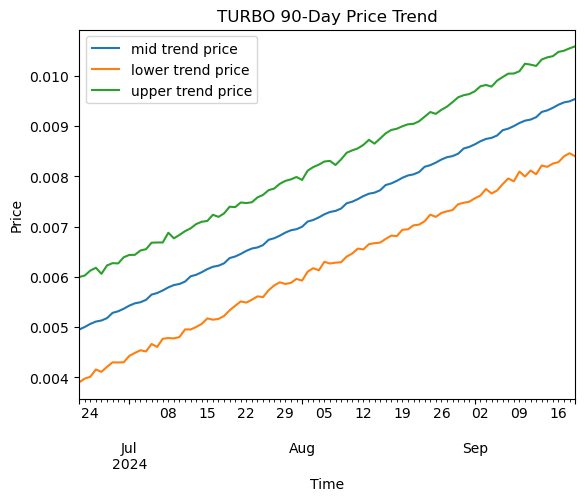 TURBO 90-Day Price Trend
mid trend price
lower trend price
upper trend price
Price
0.010
0.009
0.008
0.007
0.006
0.005
0.004
24 08 15 22 29 05 12 19 26 02 09 16
Jul Aug Sep
2024
Time